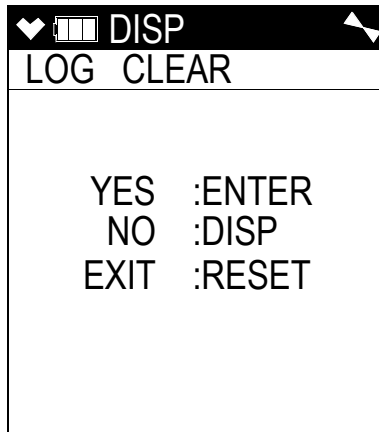 DISP
LOG CLEAR
YES :ENTER
NO :DISP
EXIT :RESET